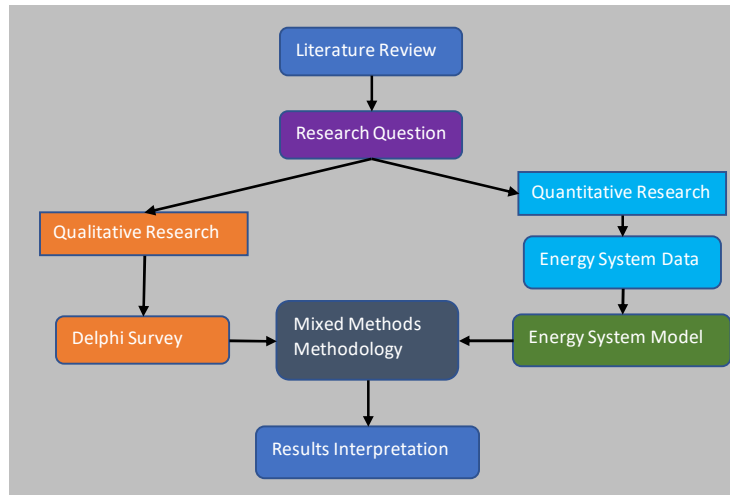 Literature Review
Research Question
Quantitative Research
Qualitative Research
Energy System Data
Delphi Survey
Mixed Methods
Methodology
Energy System Model
Results Interpretation